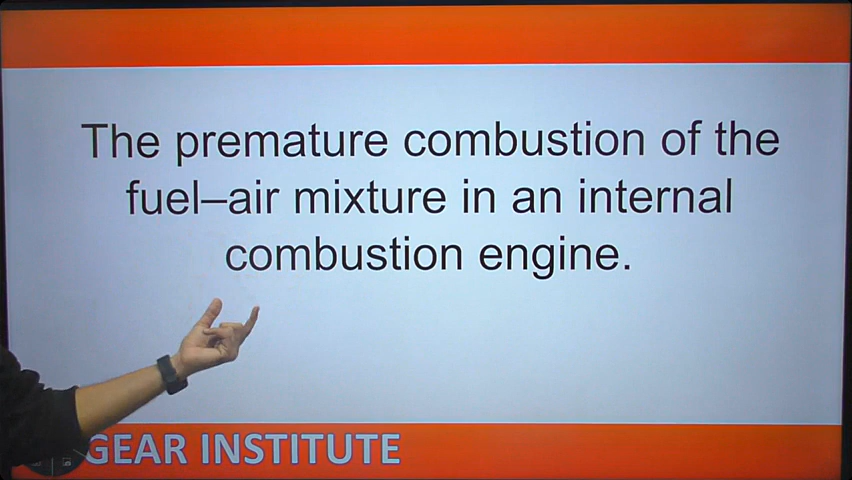 The premature combustion of the
fuel–air mixture in an internal
combustion engine.
GEAR INSTITUTE